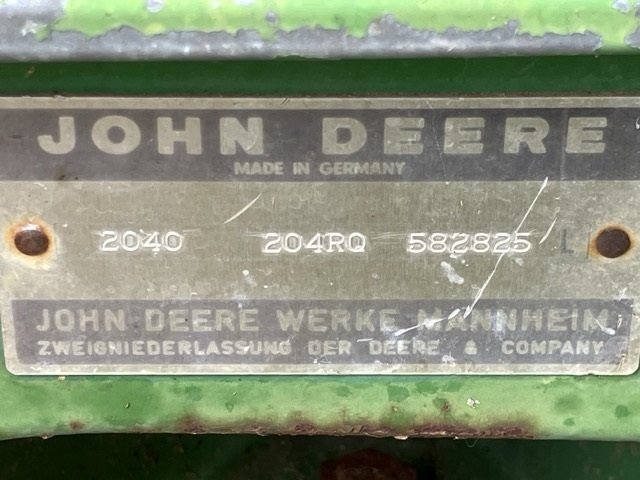 JOHN DEERE
MADE IN GERMANY
2040 204RQ 582825 L
JOHN DEERE WERKE MANNHEIM
ZWEIGNIEDERLASSUNG DER DEERE & COMPANY